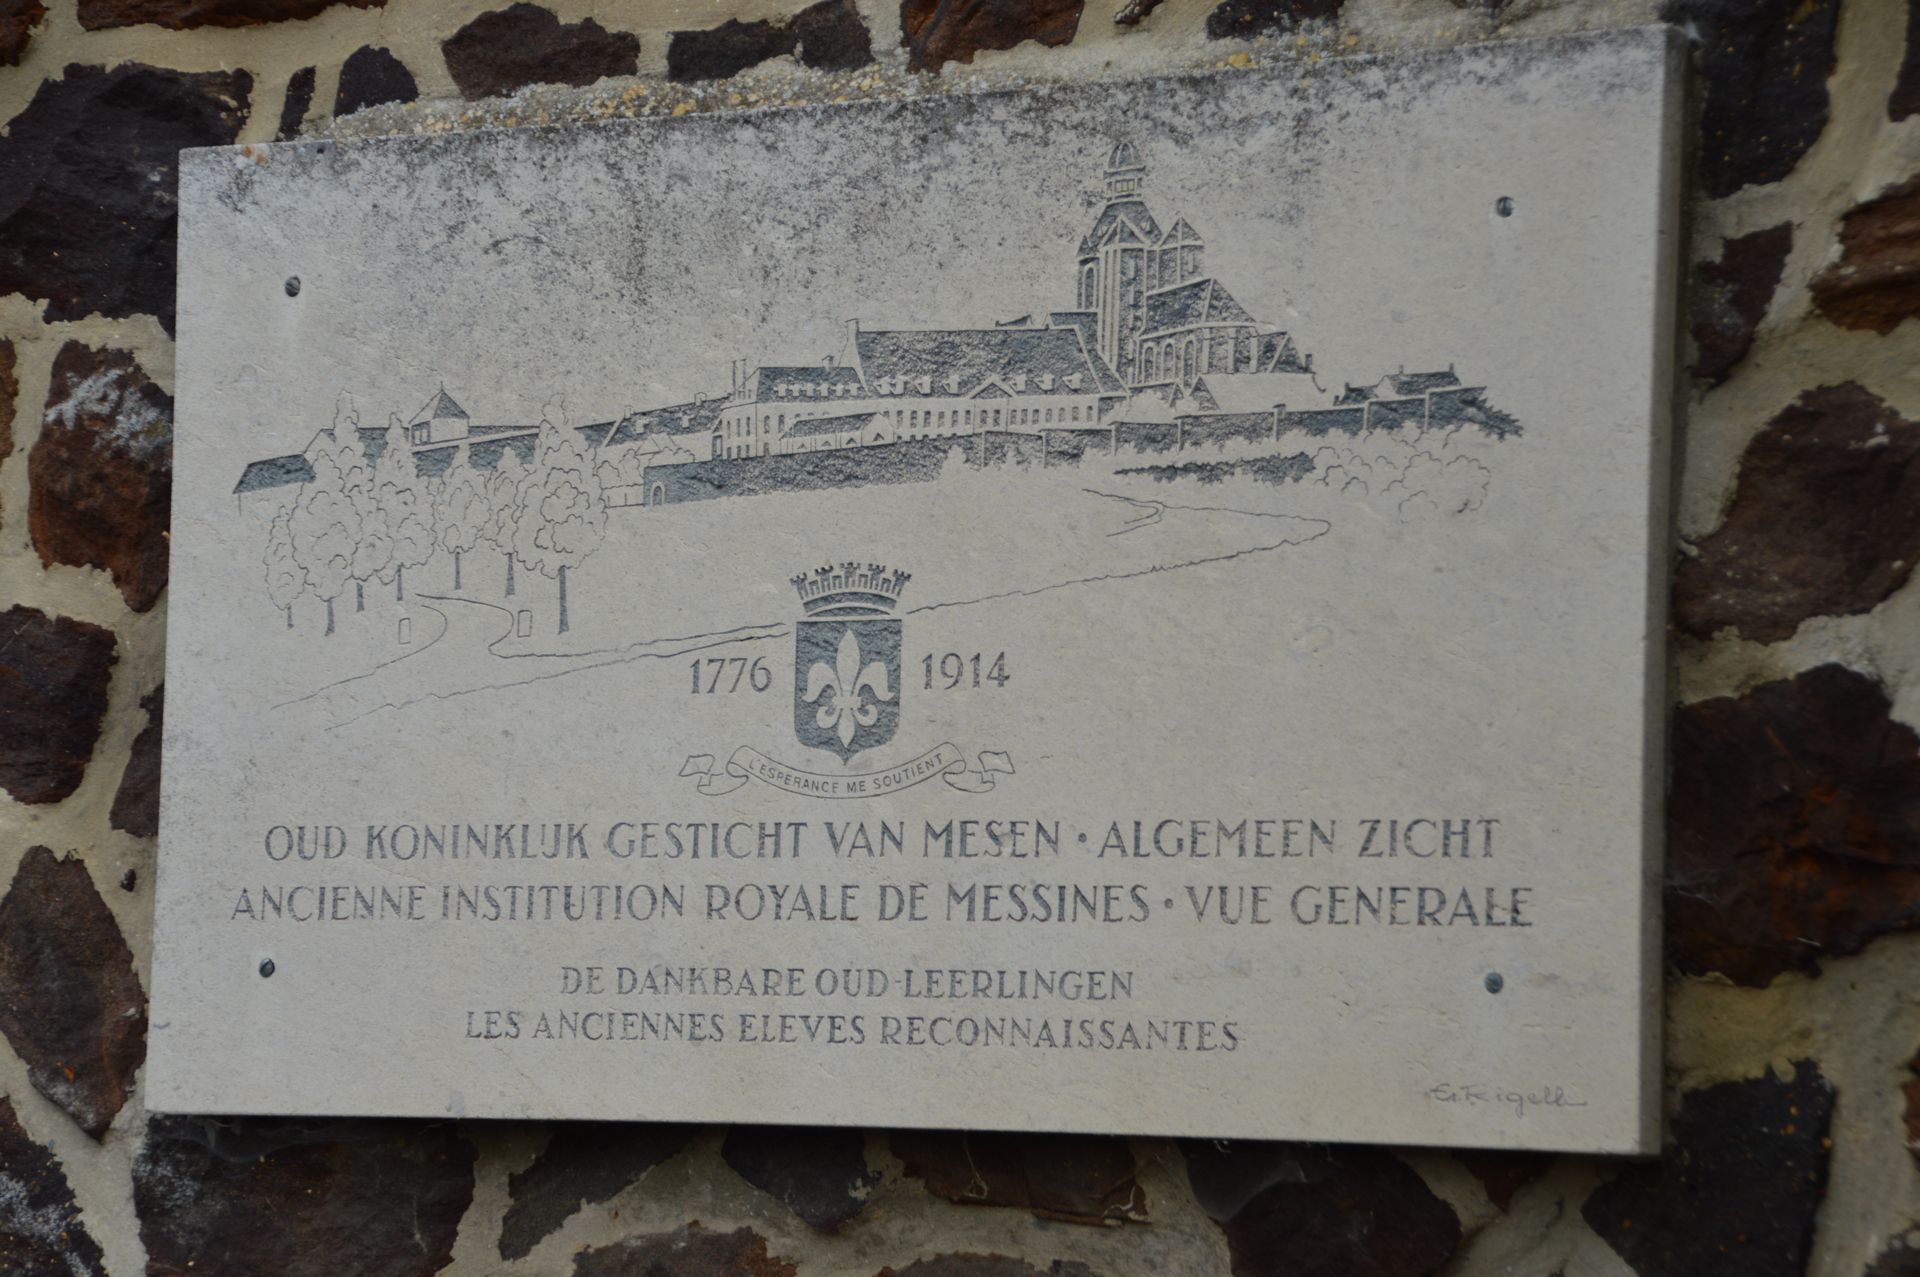 1776 1914
L'ESPERANCE ME SOUTIENT
OUD KONINKLIJK GESTICHT VAN MESEN · ALGEMEEN ZICHT
ANCIENNE INSTITUTION ROYALE DE MESSINES · VUE GENERALE
DE DANKBARE OUD-LEERLINGEN
LES ANCIENNES ELEVES RECONNAISSANTES